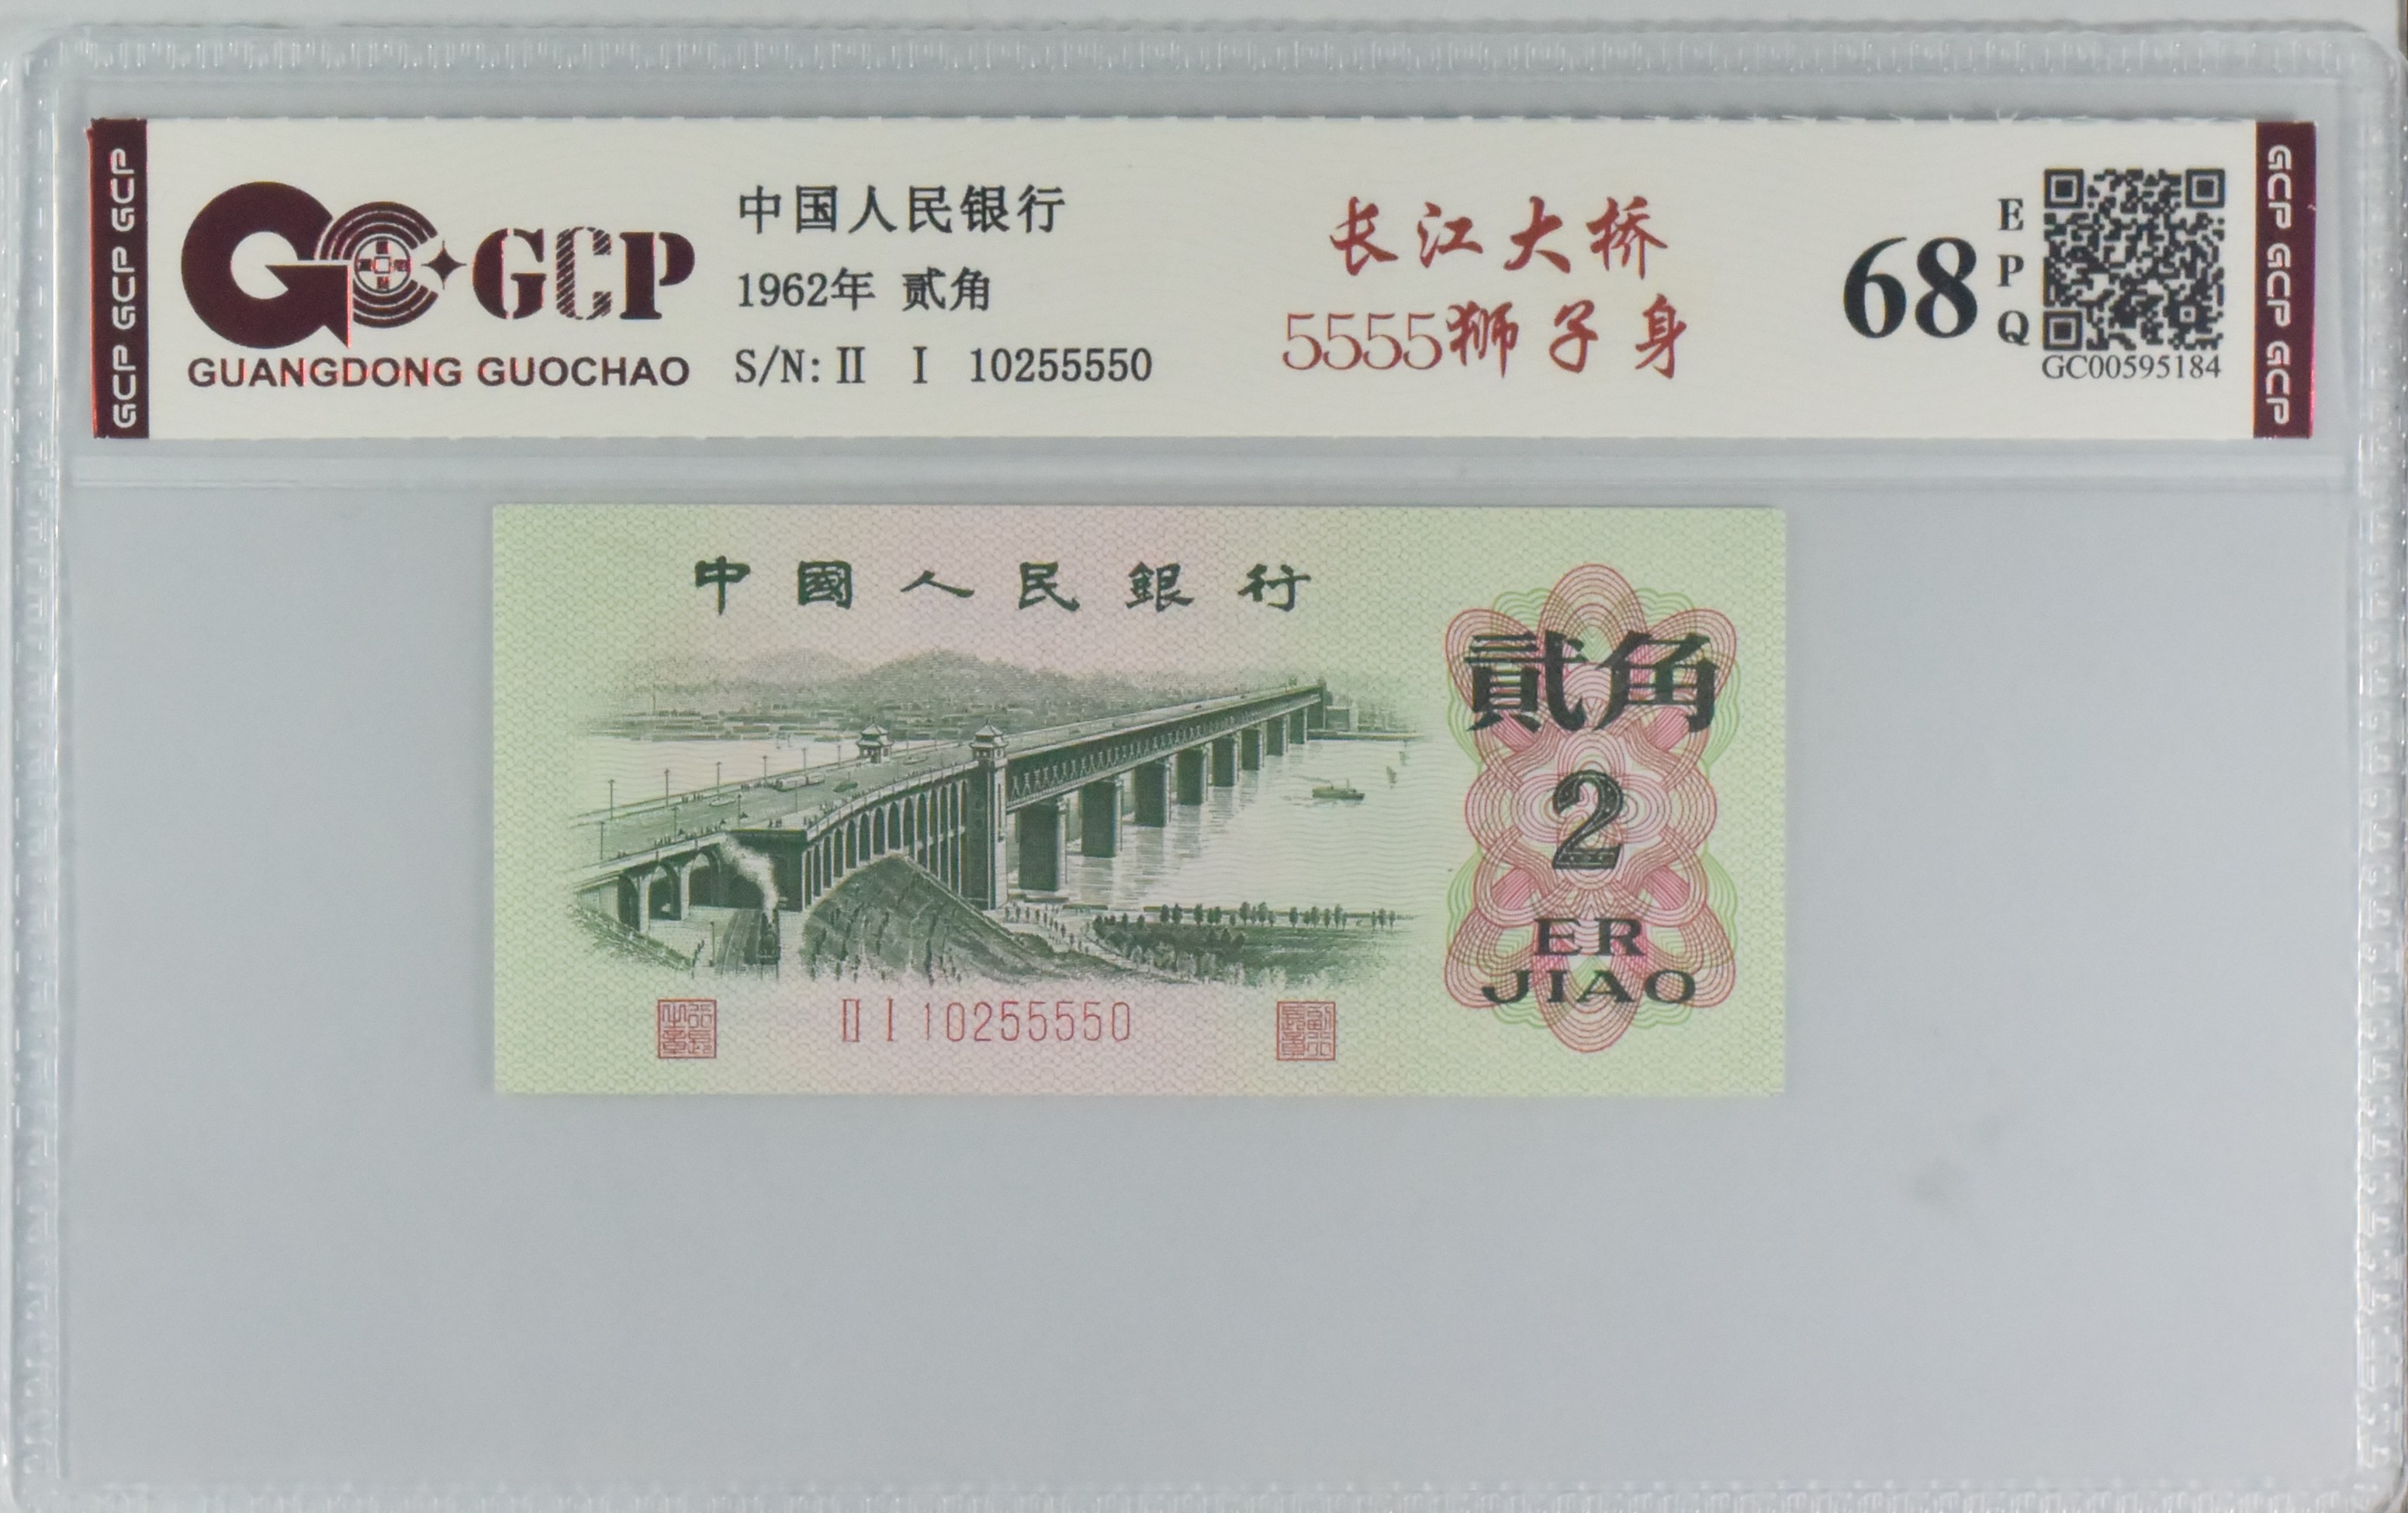 GCP GCP GCP
GCP
GUANGDONG GUOCHAO
中国人民银行
1962年 贰角
S/N: II I 10255550
长江大桥
5555狮子身
68
EPQ
GC00595184
GCP GCP GCP
中國人民銀行
貳角
2
ER
JIAO
II I 10255550